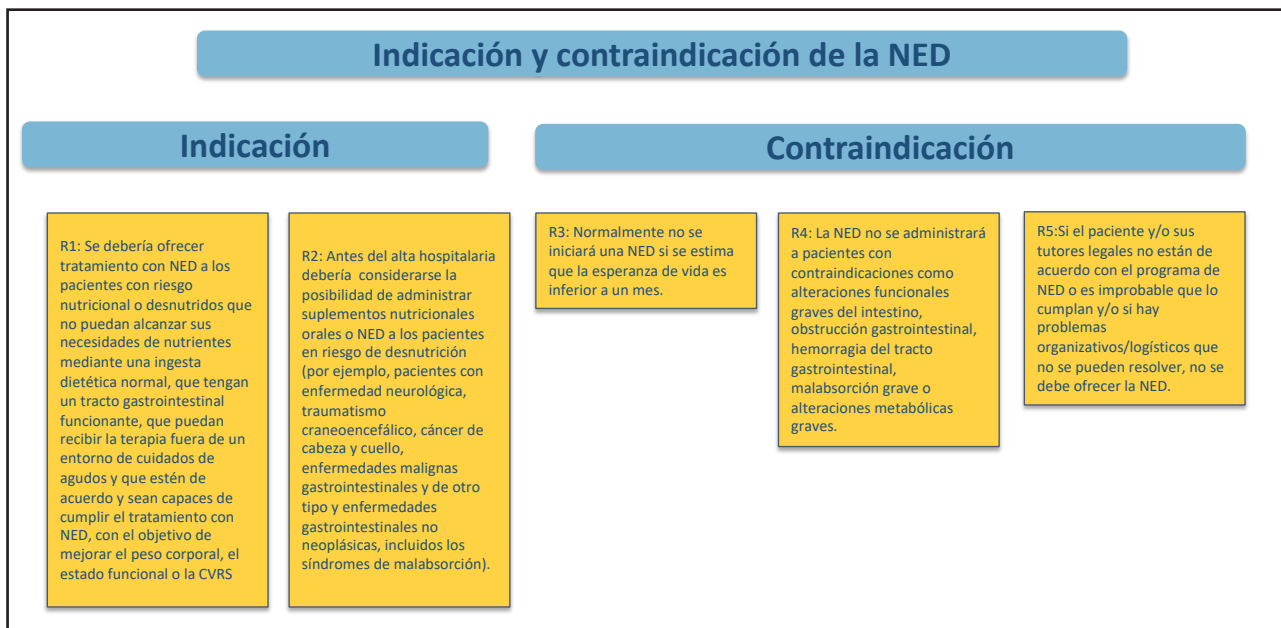 Indicación y contraindicación de la NED
Indicación
Contraindicación
R1: Se debería ofrecer
tratamiento con NED a los
pacientes con riesgo
nutricional o desnutridos que
no puedan alcanzar sus
necesidades de nutrientes
mediante una ingesta
dietética normal, que tengan
un tracto gastrointestinal
funcionante, que puedan
recibir la terapia fuera de un
entorno de cuidados de
agudos y que estén de
acuerdo y sean capaces de
cumplir el tratamiento con
NED, con el objetivo de
mejorar el peso corporal, el
estado funcional o la CVRS
R2: Antes del alta hospitalaria
debería considerarse la
posibilidad de administrar
suplementos nutricionales
orales o NED a los pacientes
en riesgo de desnutrición
(por ejemplo, pacientes con
enfermedad neurológica,
traumatismo
craneoencefálico, cáncer de
cabeza y cuello,
enfermedades malignas
gastrointestinales y de otro
tipo y enfermedades
gastrointestinales no
neoplásicas, incluidos los
síndromes de malabsorción).
R3: Normalmente no se
iniciará una NED si se estima
que la esperanza de vida es
inferior a un mes.
R4: La NED no se administrará
a pacientes con
contraindicaciones como
alteraciones funcionales
graves del intestino,
obstrucción gastrointestinal,
hemorragia del tracto
gastrointestinal,
malabsorción grave o
alteraciones metabólicas
graves.
R5:Si el paciente y/o sus
tutores legales no están de
acuerdo con el programa de
NED o es improbable que lo
cumplan y/o si hay
problemas
organizativos/logísticos que
no se pueden resolver, no se
debe ofrecer la NED.